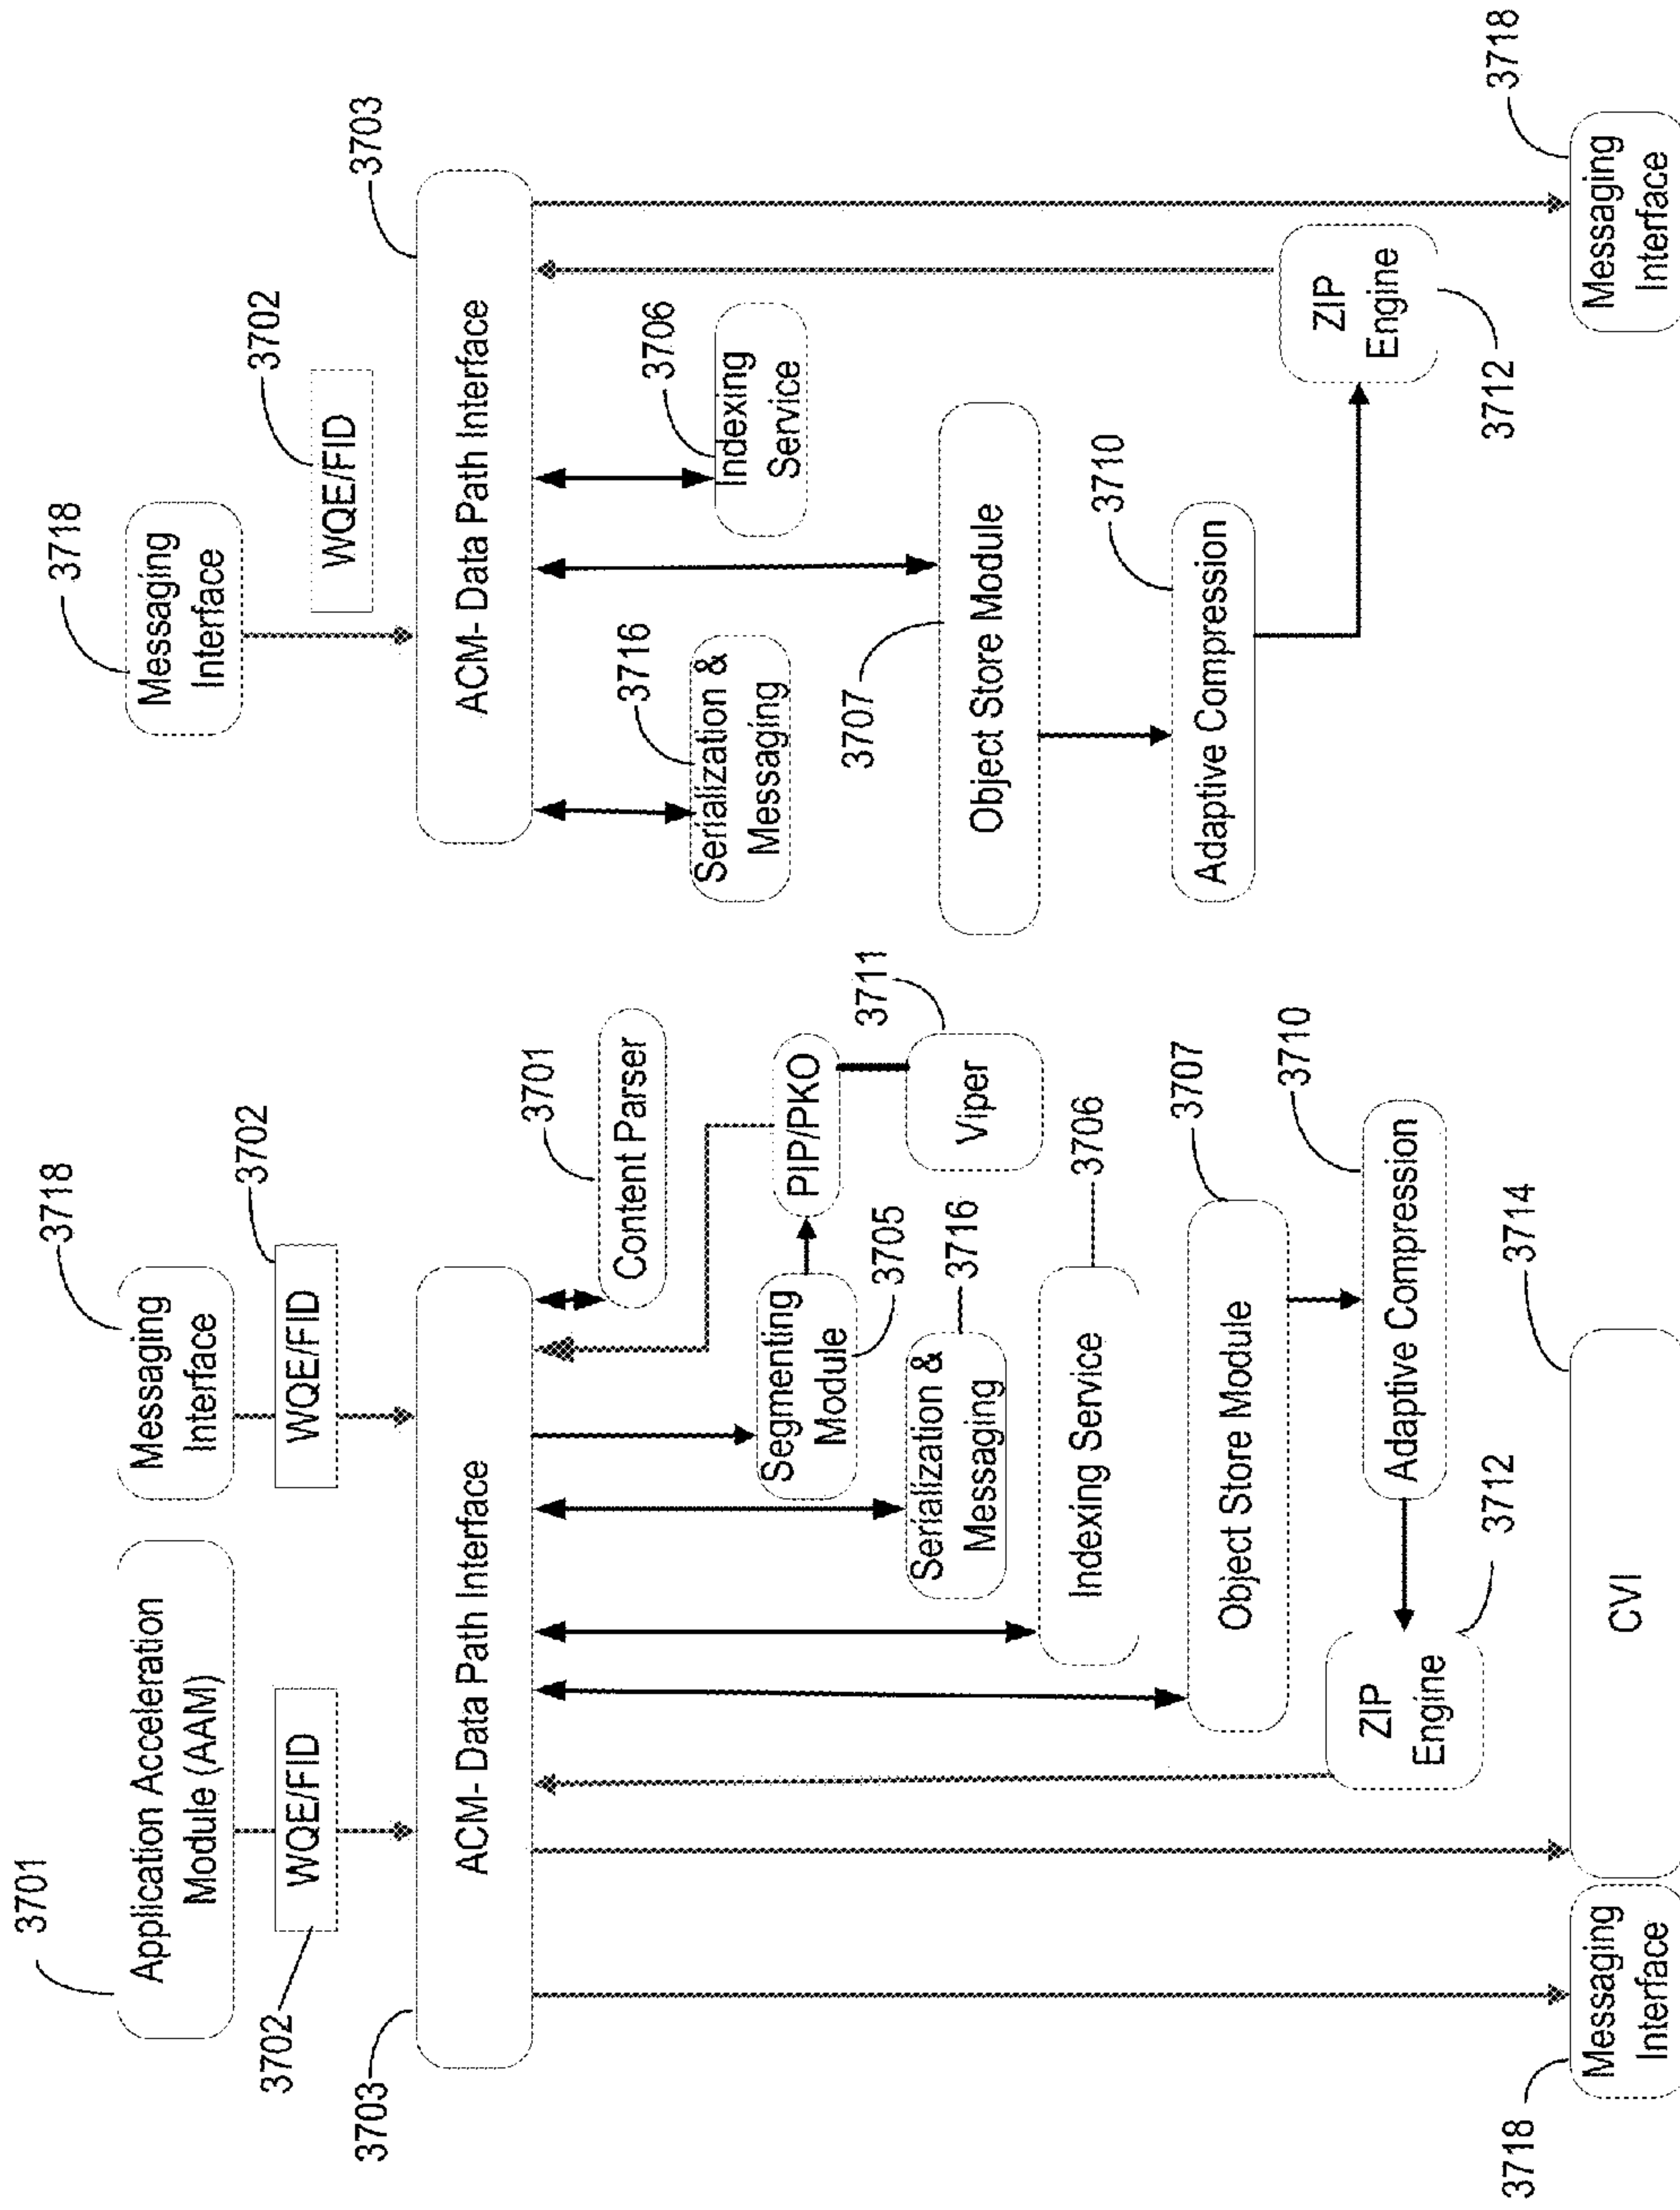 3701
Application Acceleration
Module (AAM)
3718
Messaging
Interface
3702
WQE/FID
WQE/FID
3702
3703
ACM- Data Path Interface
3701
Content Parser
Segmenting
Module
3705
PIP/PKO
3711
Viper
Serialization &
Messaging
3716
Indexing Service
3706
Object Store Module
3707
Adaptive Compression
3710
ZIP
Engine
3712
CVI
3714
Messaging
Interface
3718
3718
Messaging
Interface
WQE/FID
3702
ACM- Data Path Interface
3703
Serialization &
Messaging
3716
Indexing
Service
3706
3707
Object Store Module
Adaptive Compression
3710
ZIP
Engine
3712
Messaging
Interface
3718